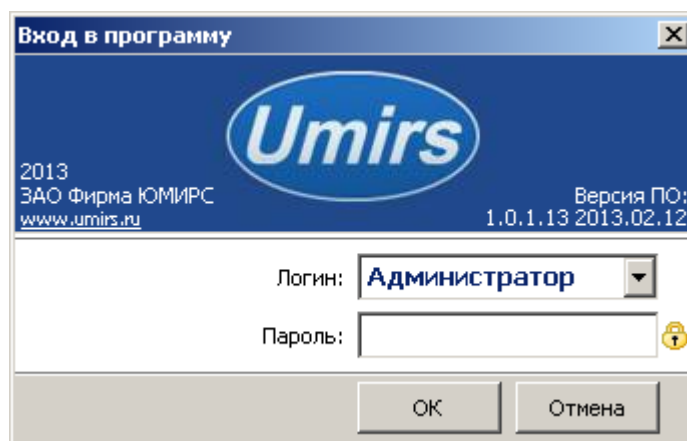 Вход в программу
Umirs
2013
ЗАО Фирма ЮМИРС
www.umirs.ru
Версия ПО:
1.0.1.13 2013.02.12
Логин: Администратор
Пароль:
ОК Отмена